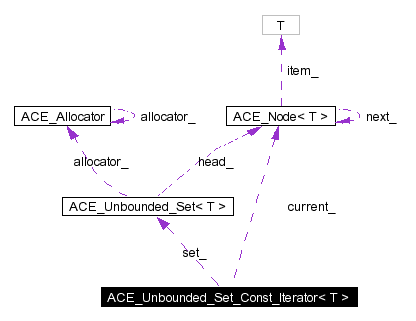 T
item_
ACE_Allocator
allocator_
ACE_Node< T >
next_
allocator_
head_
ACE_Unbounded_Set< T >
current_
set_
ACE_Unbounded_Set_Const_Iterator< T >